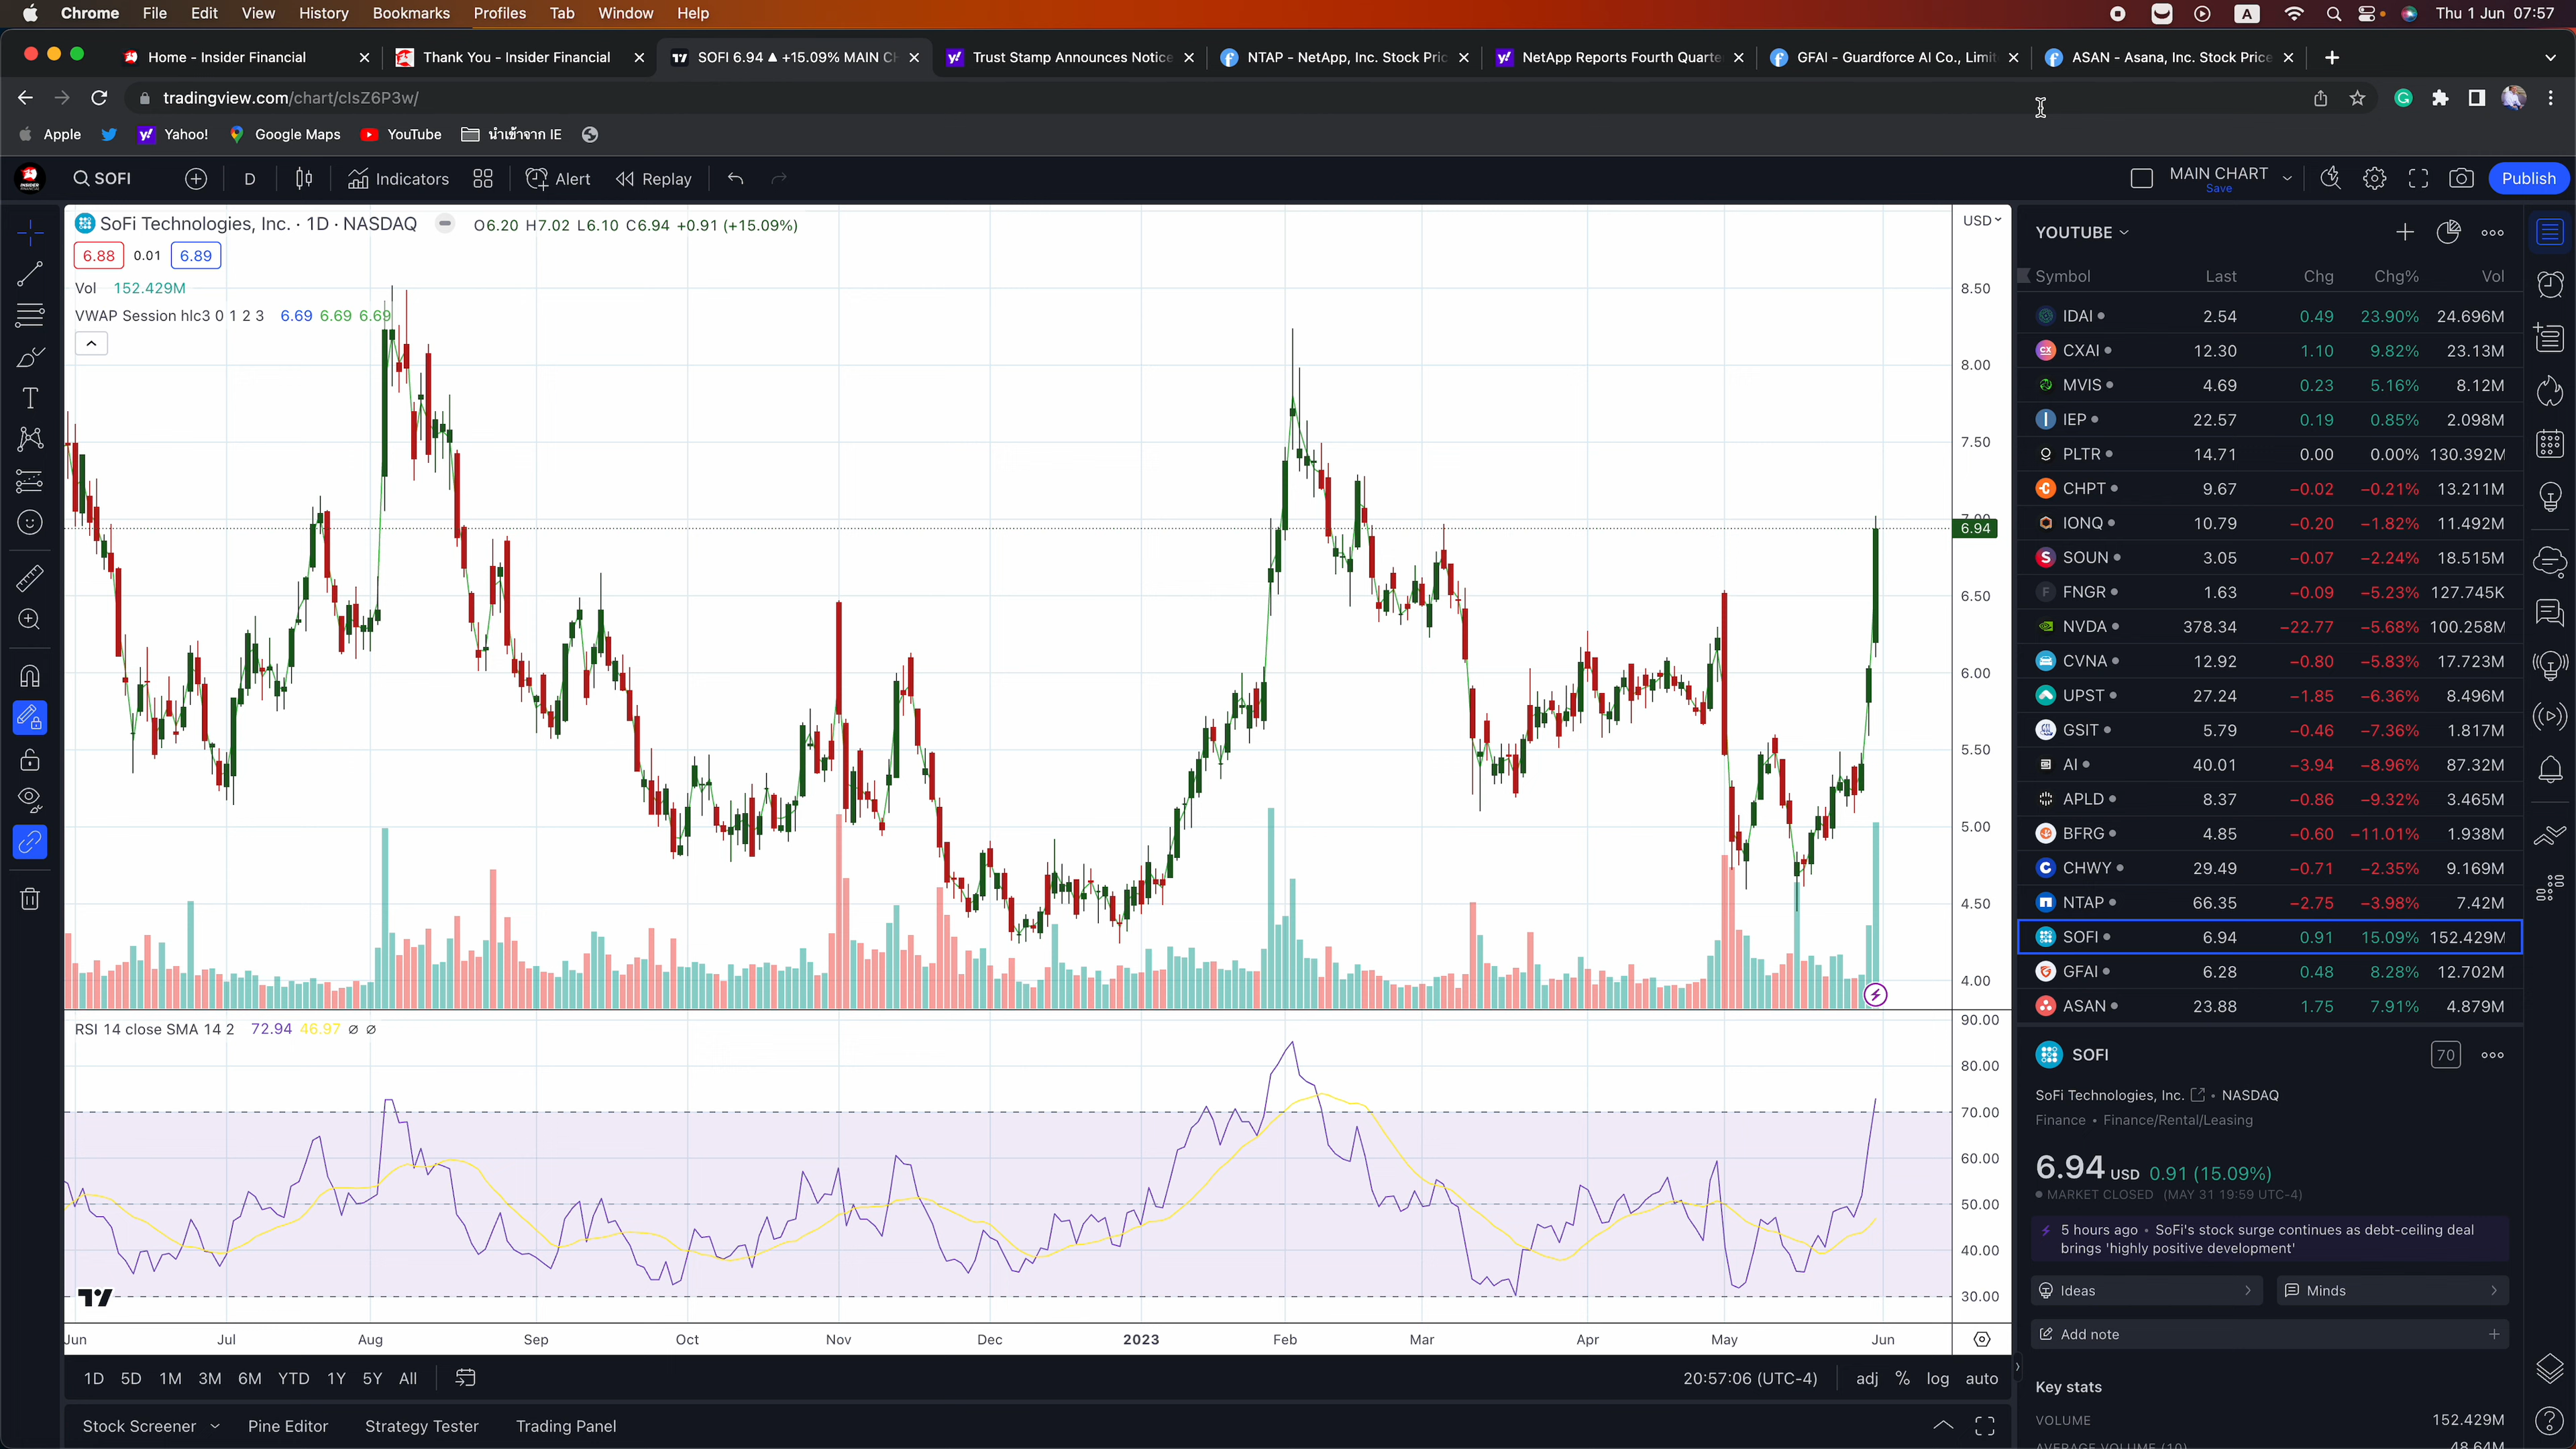 Chrome File Edit View History Bookmarks Profiles Tab Window Help A Thu 1 Jun 07:57
Home - Insider Financial Thank You - Insider Financial SOFI 6.94 ▲ +15.09% MAIN CH Trust Stamp Announces Notice NTAP - NetApp, Inc. Stock Pric NetApp Reports Fourth Quarte GFAI - Guardforce AI Co., Limit ASAN - Asana, Inc. Stock Price
tradingview.com/chart/clsZ6P3w/
Apple Yahoo! Google Maps YouTube นำเข้าจาก IE
SOFI D Indicators Alert Replay MAIN CHART Save Publish
SoFi Technologies, Inc. · 1D · NASDAQ O6.20 H7.02 L6.10 C6.94 +0.91 (+15.09%)
6.88 0.01 6.89
Vol 152.429M
VWAP Session hlc3 0 1 2 3 6.69 6.69 6.69
USD
8.50
8.00
7.50
7.00
6.94
6.50
6.00
5.50
5.00
4.50
4.00
RSI 14 close SMA 14 2 72.94 46.97 ∅ ∅
90.00
80.00
70.00
60.00
50.00
40.00
30.00
Jun Jul Aug Sep Oct Nov Dec 2023 Feb Mar Apr May Jun
1D 5D 1M 3M 6M YTD 1Y 5Y All 20:57:06 (UTC-4) adj % log auto
Stock Screener Pine Editor Strategy Tester Trading Panel
YOUTUBE
Symbol Last Chg Chg% Vol
IDAI 2.54 0.49 23.90% 24.696M
CXAI 12.30 1.10 9.82% 23.13M
MVIS 4.69 0.23 5.16% 8.12M
IEP 22.57 0.19 0.85% 2.098M
PLTR 14.71 0.00 0.00% 130.392M
CHPT 9.67 −0.02 −0.21% 13.211M
IONQ 10.79 −0.20 −1.82% 11.492M
SOUN 3.05 −0.07 −2.24% 18.515M
FNGR 1.63 −0.09 −5.23% 127.745K
NVDA 378.34 −22.77 −5.68% 100.258M
CVNA 12.92 −0.80 −5.83% 17.723M
UPST 27.24 −1.85 −6.36% 8.496M
GSIT 5.79 −0.46 −7.36% 1.817M
AI 40.01 −3.94 −8.96% 87.32M
APLD 8.37 −0.86 −9.32% 3.465M
BFRG 4.85 −0.60 −11.01% 1.938M
CHWY 29.49 −0.71 −2.35% 9.169M
NTAP 66.35 −2.75 −3.98% 7.42M
SOFI 6.94 0.91 15.09% 152.429M
GFAI 6.28 0.48 8.28% 12.702M
ASAN 23.88 1.75 7.91% 4.879M
SOFI 70
SoFi Technologies, Inc. • NASDAQ
Finance • Finance/Rental/Leasing
6.94 USD 0.91 (15.09%)
MARKET CLOSED (MAY 31 19:59 UTC-4)
5 hours ago • SoFi's stock surge continues as debt-ceiling deal
brings 'highly positive development'
Ideas Minds
Add note
Key stats
VOLUME 152.429M
AVERAGE VOLUME (10) 48.64M